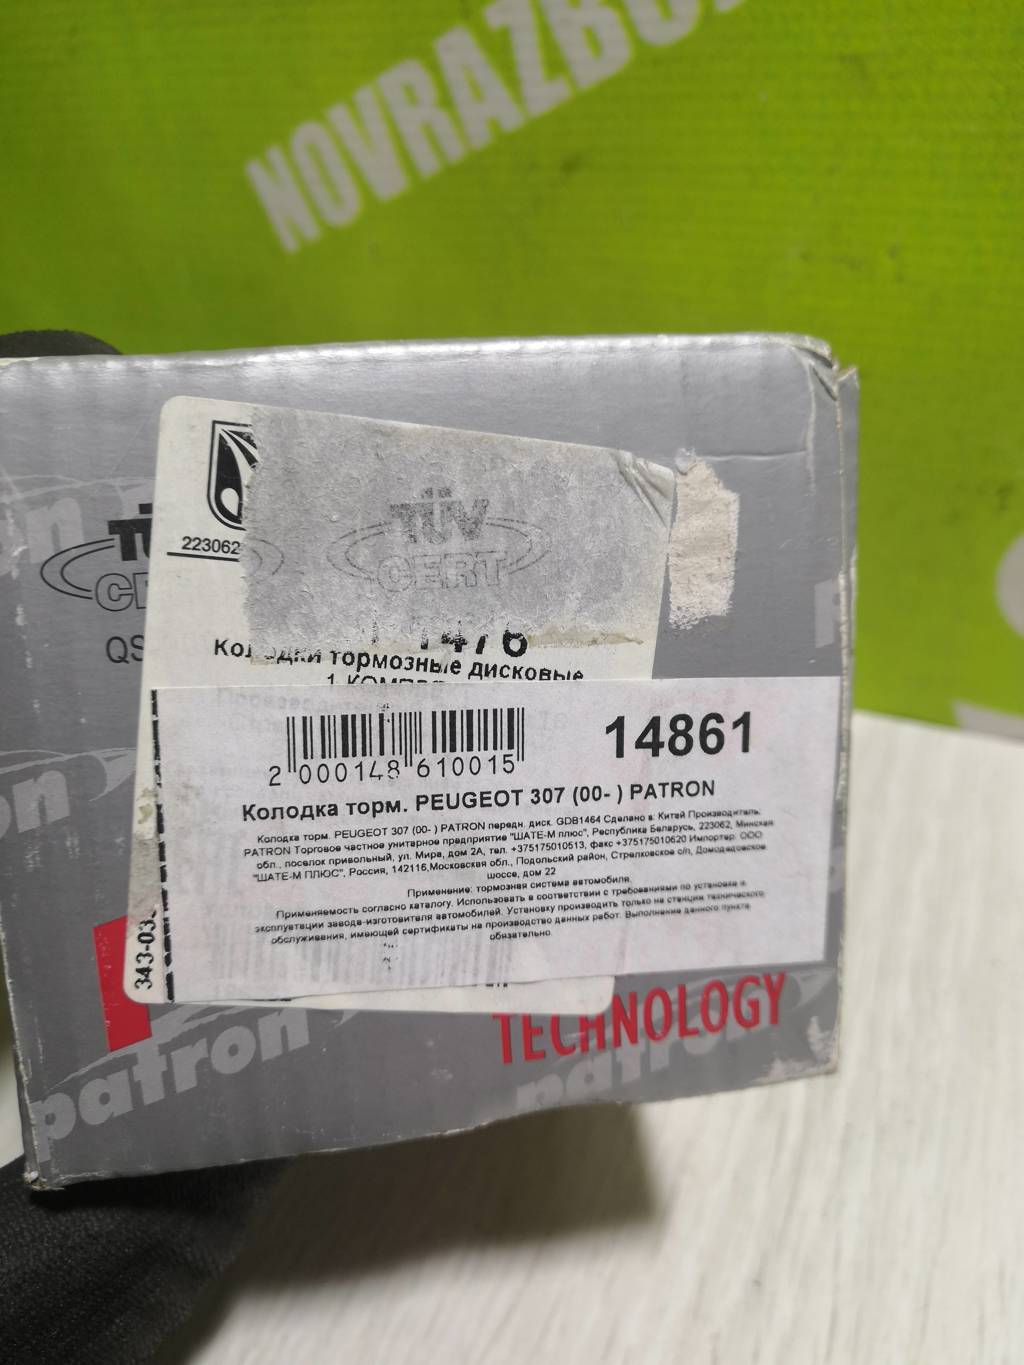 NOVRAZBO
TÜV
CERT
QS
223062
1476
Колодки тормозные дисковые
14861
2 000148 610015
Колодка торм. PEUGEOT 307 (00- ) PATRON
Колодка торм. PEUGEOT 307 (00- ) PATRON передн. диск. GDB1464 Сделано в: Китай Производитель:
PATRON Торговое частное унитарное предприятие "ШАТЕ-М плюс", Республика Беларусь, 223062, Минская
обл., поселок привольный, ул. Мира, дом 2А, тел. +375175010513, факс +375175010620 Импортер: ООО
"ШАТЕ-М ПЛЮС", Россия, 142116,Московская обл., Подольский район, Стрелковское с/п, Домодедовское
шоссе, дом 22
Применение: тормозная система автомобиля.
Применяемость согласно каталогу. Использовать в соответствии с требованиями по установке и
эксплуатации завода-изготовителя автомобилей. Установку производить только на станции технического
обслуживания, имеющей сертификаты на производство данных работ. Выполнение данного пункта
обязательно.
343-03
TECHNOLOGY
patron
patron